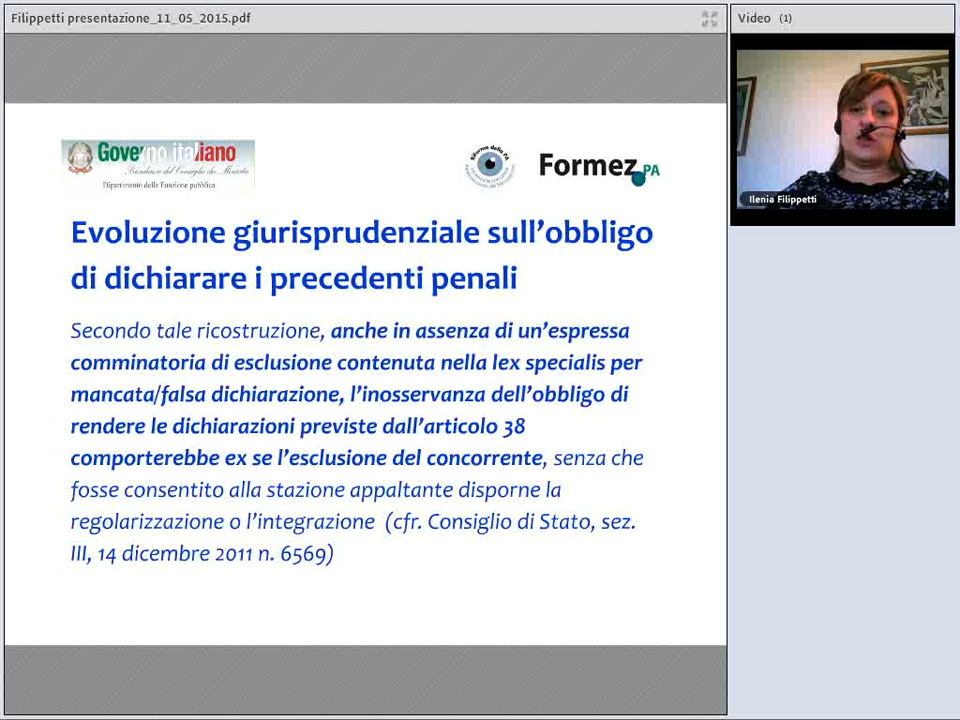 Filippetti presentazione_11_05_2015.pdf
Video (1)
Governo italiano
Presidenza del Consiglio dei Ministri
Dipartimento della Funzione pubblica
Formez PA
Ilenia Filippetti
Evoluzione giurisprudenziale sull'obbligo
di dichiarare i precedenti penali
Secondo tale ricostruzione, anche in assenza di un'espressa
comminatoria di esclusione contenuta nella lex specialis per
mancata/falsa dichiarazione, l'inosservanza dell'obbligo di
rendere le dichiarazioni previste dall'articolo 38
comporterebbe ex se l'esclusione del concorrente, senza che
fosse consentito alla stazione appaltante disporne la
regolarizzazione o l'integrazione (cfr. Consiglio di Stato, sez.
III, 14 dicembre 2011 n. 6569)